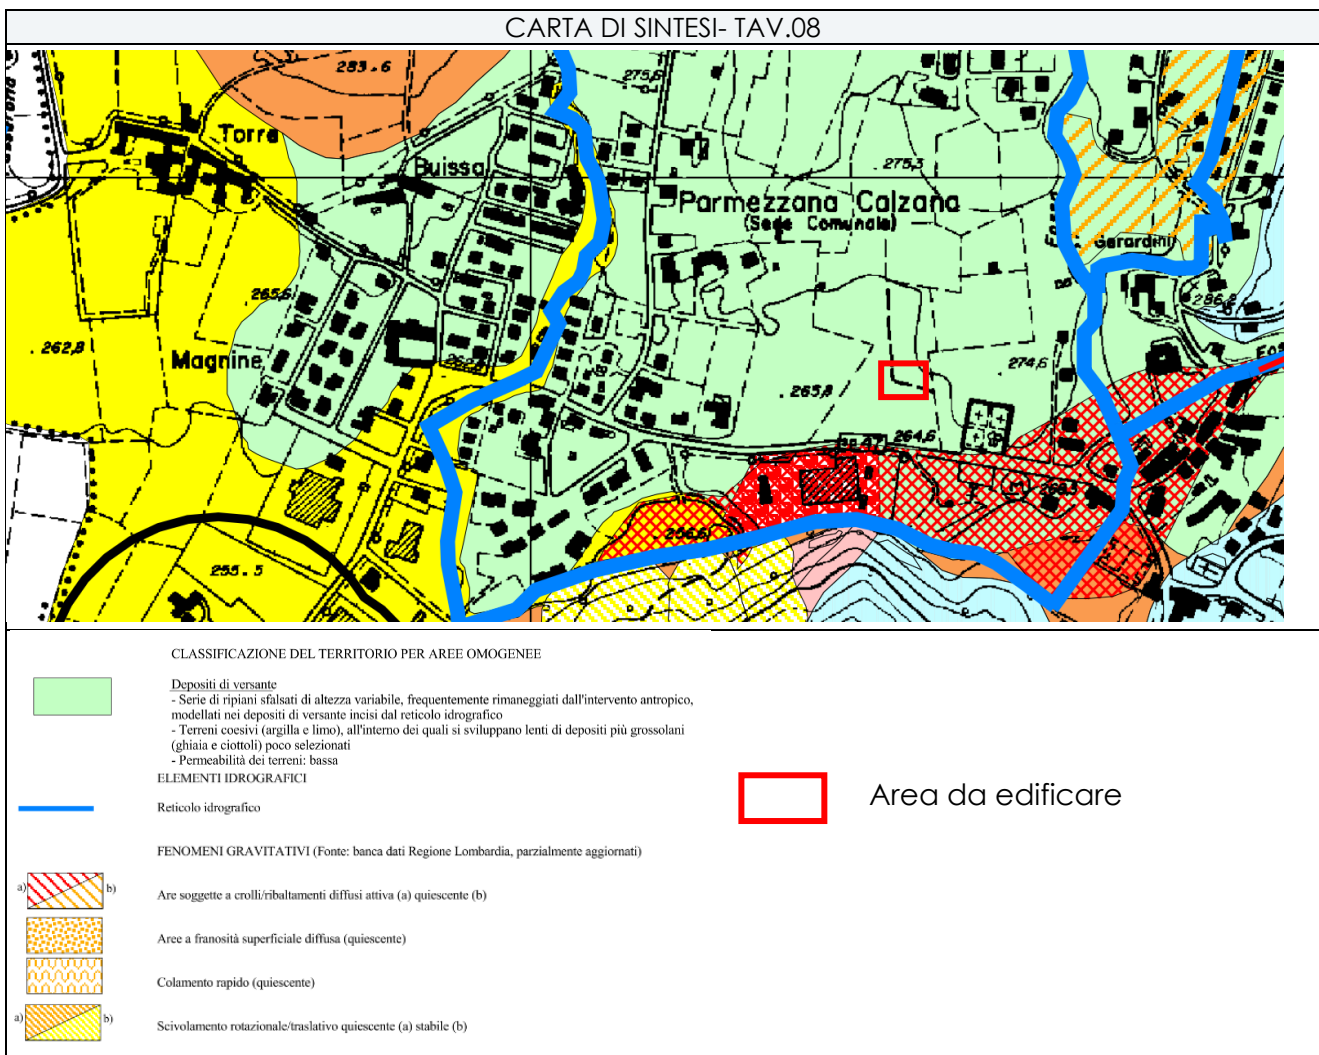 CARTA DI SINTESI- TAV.08
283.6
275,6
Torre
Buissa
275,3
Parmezzana Calzana
(Sede Comunale)
Gerardini
265,6
286,2
262,8
Magnine
274,6
265,8
264,6
255.5
CLASSIFICAZIONE DEL TERRITORIO PER AREE OMOGENEE
Depositi di versante
- Serie di ripiani sfalsati di altezza variabile, frequentemente rimaneggiati dall'intervento antropico,
modellati nei depositi di versante incisi dal reticolo idrografico
- Terreni coesivi (argilla e limo), all'interno dei quali si sviluppano lenti di depositi più grossolani
(ghiaia e ciottoli) poco selezionati
- Permeabilità dei terreni: bassa
ELEMENTI IDROGRAFICI
Reticolo idrografico
Area da edificare
FENOMENI GRAVITATIVI (Fonte: banca dati Regione Lombardia, parzialmente aggiornati)
a) b) Are soggette a crolli/ribaltamenti diffusi attiva (a) quiescente (b)
Aree a franosità superficiale diffusa (quiescente)
Colamento rapido (quiescente)
a) b) Scivolamento rotazionale/traslativo quiescente (a) stabile (b)